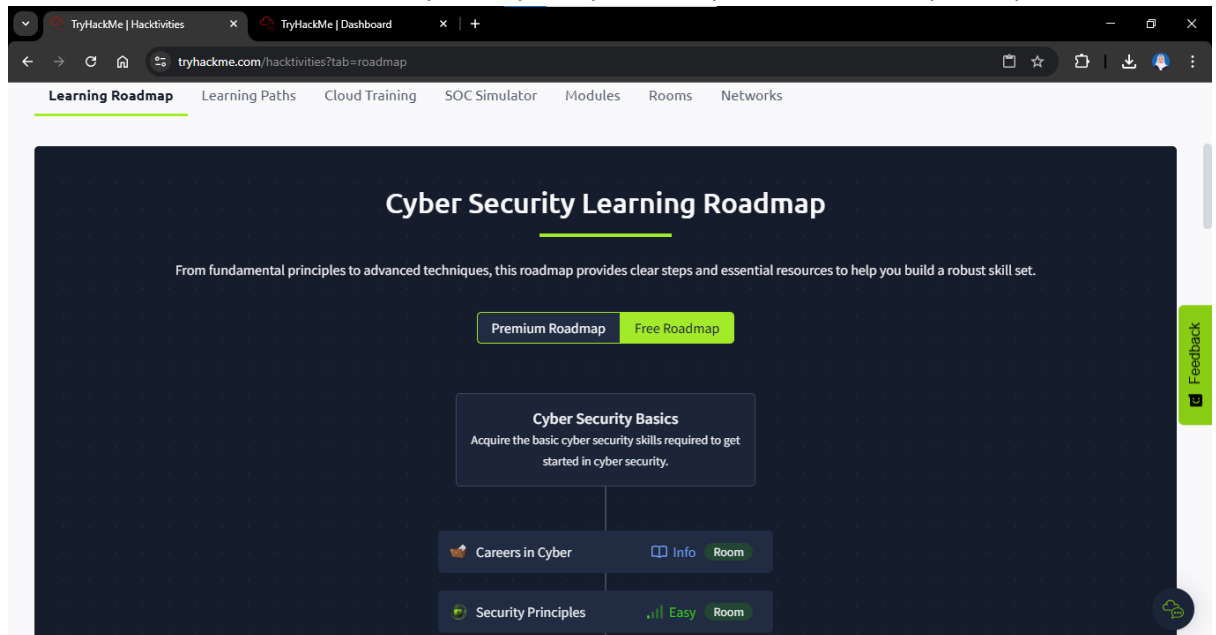 TryHackMe | Hacktivities
TryHackMe | Dashboard
tryhackme.com/hacktivities?tab=roadmap
Learning Roadmap Learning Paths Cloud Training SOC Simulator Modules Rooms Networks
Cyber Security Learning Roadmap
From fundamental principles to advanced techniques, this roadmap provides clear steps and essential resources to help you build a robust skill set.
Premium Roadmap Free Roadmap
Feedback
Cyber Security Basics
Acquire the basic cyber security skills required to get
started in cyber security.
Careers in Cyber Info Room
Security Principles Easy Room